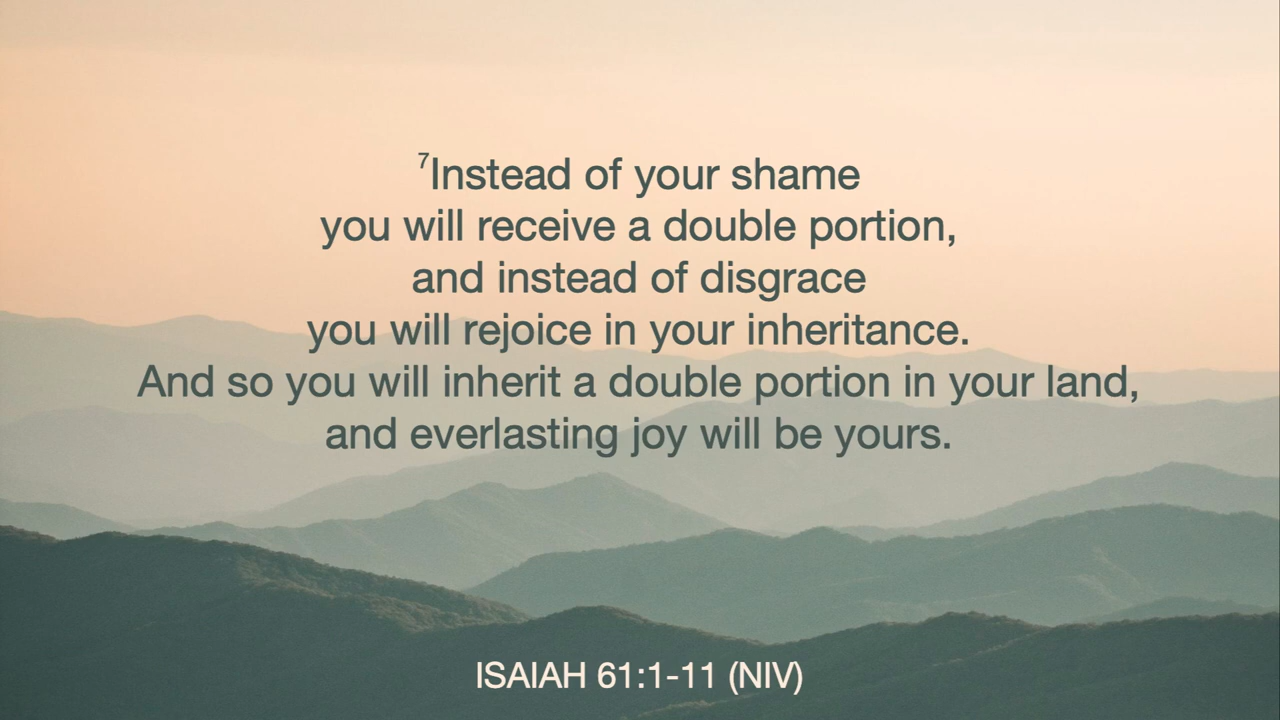 7Instead of your shame
you will receive a double portion,
and instead of disgrace
you will rejoice in your inheritance.
And so you will inherit a double portion in your land,
and everlasting joy will be yours.
ISAIAH 61:1-11 (NIV)